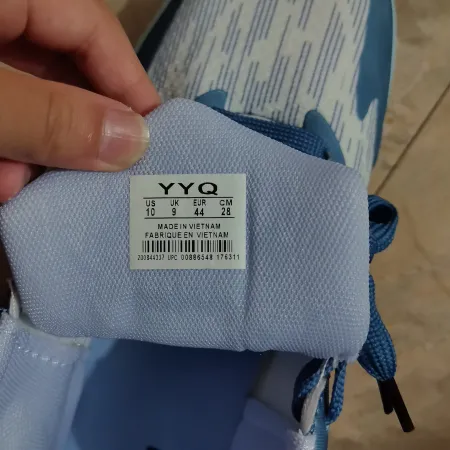 YYQ
US UK EUR CM
10 9 44 28
MADE IN VIETNAM
FABRIQUE EN VIETNAM
200844337 UPC 00886548 176311